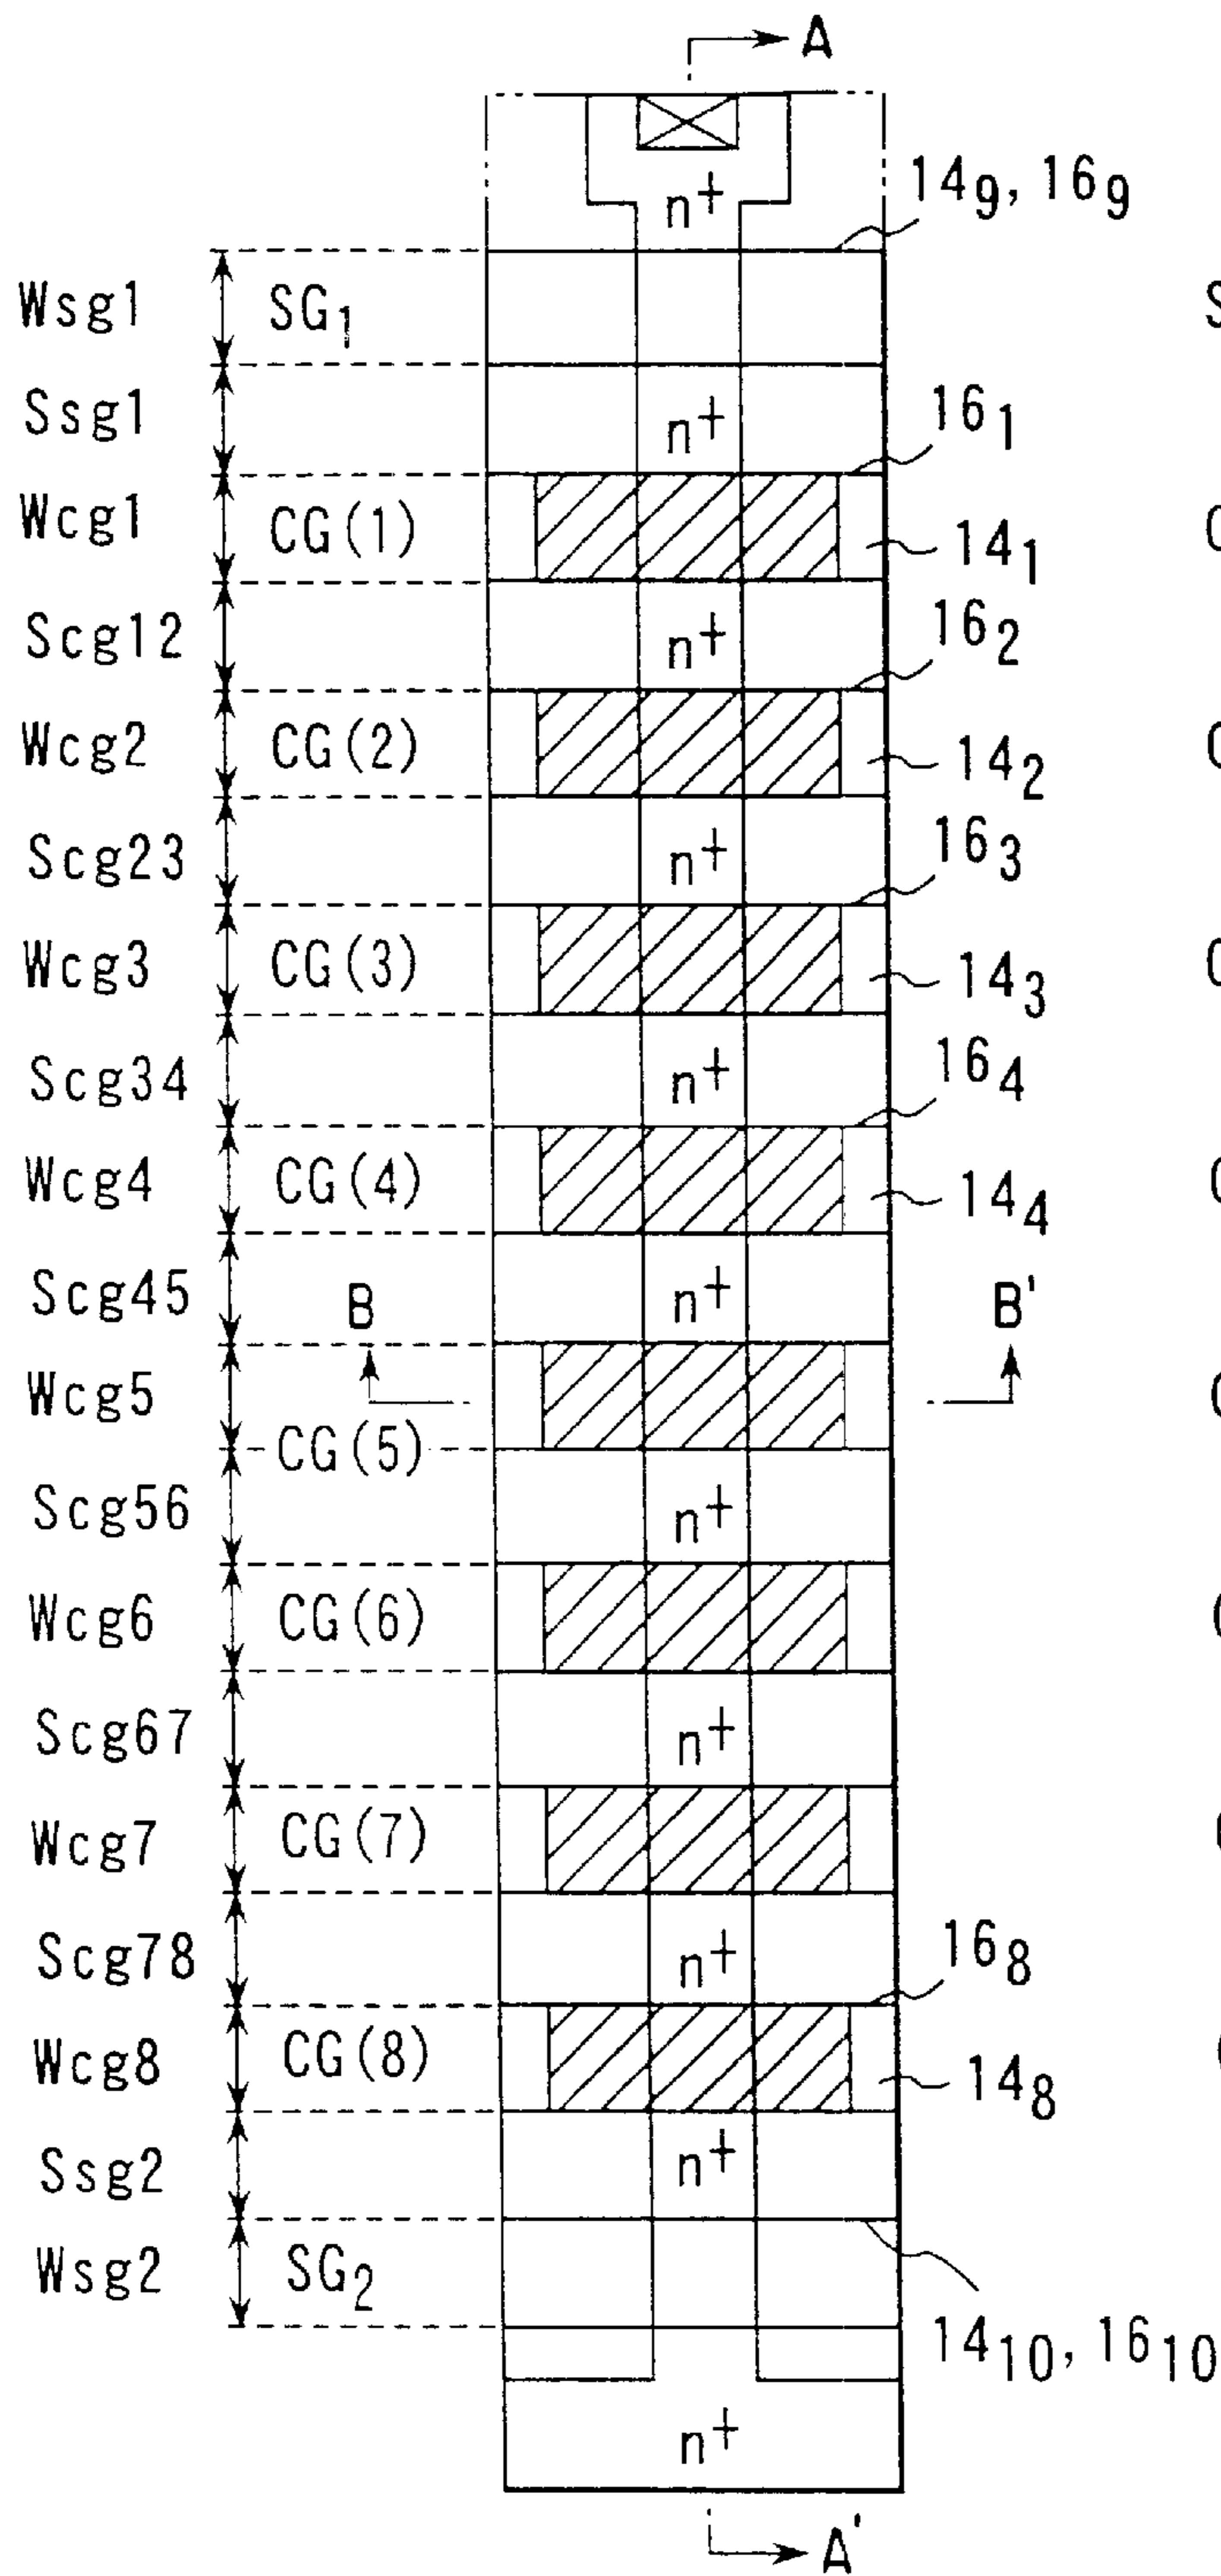 A
n+
14₉, 16₉
Wsg1 SG₁
Ssg1 n+
16₁
Wcg1 CG(1) 14₁
Scg12 n+
16₂
Wcg2 CG(2) 14₂
Scg23 n+
16₃
Wcg3 CG(3) 14₃
Scg34 n+
16₄
Wcg4 CG(4) 14₄
Scg45 n+
B B'
Wcg5
CG(5)
Scg56 n+
Wcg6 CG(6)
Scg67 n+
Wcg7 CG(7)
Scg78 n+
16₈
Wcg8 CG(8) 14₈
Ssg2 n+
Wsg2 SG₂
14₁₀, 16₁₀
n+
A'